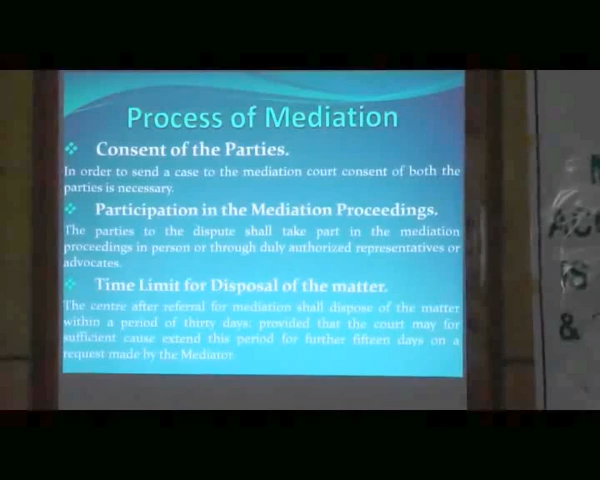 Process of Mediation
Consent of the Parties.
In order to send a case to the mediation court consent of both the
parties is necessary.
Participation in the Mediation Proceedings.
The parties to the dispute shall take part in the mediation
proceedings in person or through duly authorized representatives or
advocates.
Time Limit for Disposal of the matter.
The centre after referral for mediation shall dispose of the matter
within a period of thirty days; provided that the court may for
sufficient cause extend this period for further fifteen days on a
request made by the Mediator.
IS
&